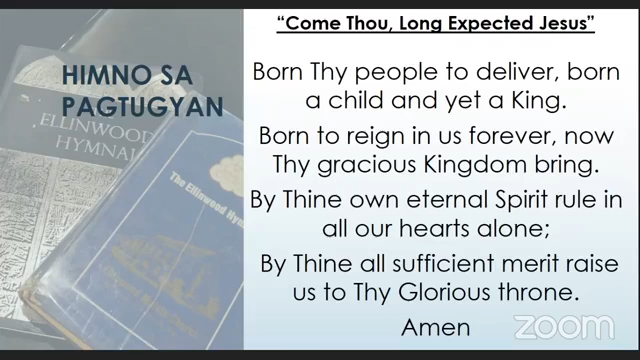 “Come Thou, Long Expected Jesus”
HIMNO SA
PAGTUGYAN
ELLINWOOD
HYMNAL
The Ellinwood Hym
Born Thy people to deliver, born
a child and yet a King.
Born to reign in us forever, now
Thy gracious Kingdom bring.
By Thine own eternal Spirit rule in
all our hearts alone;
By Thine all sufficient merit raise
us to Thy Glorious throne.
Amen
zoom